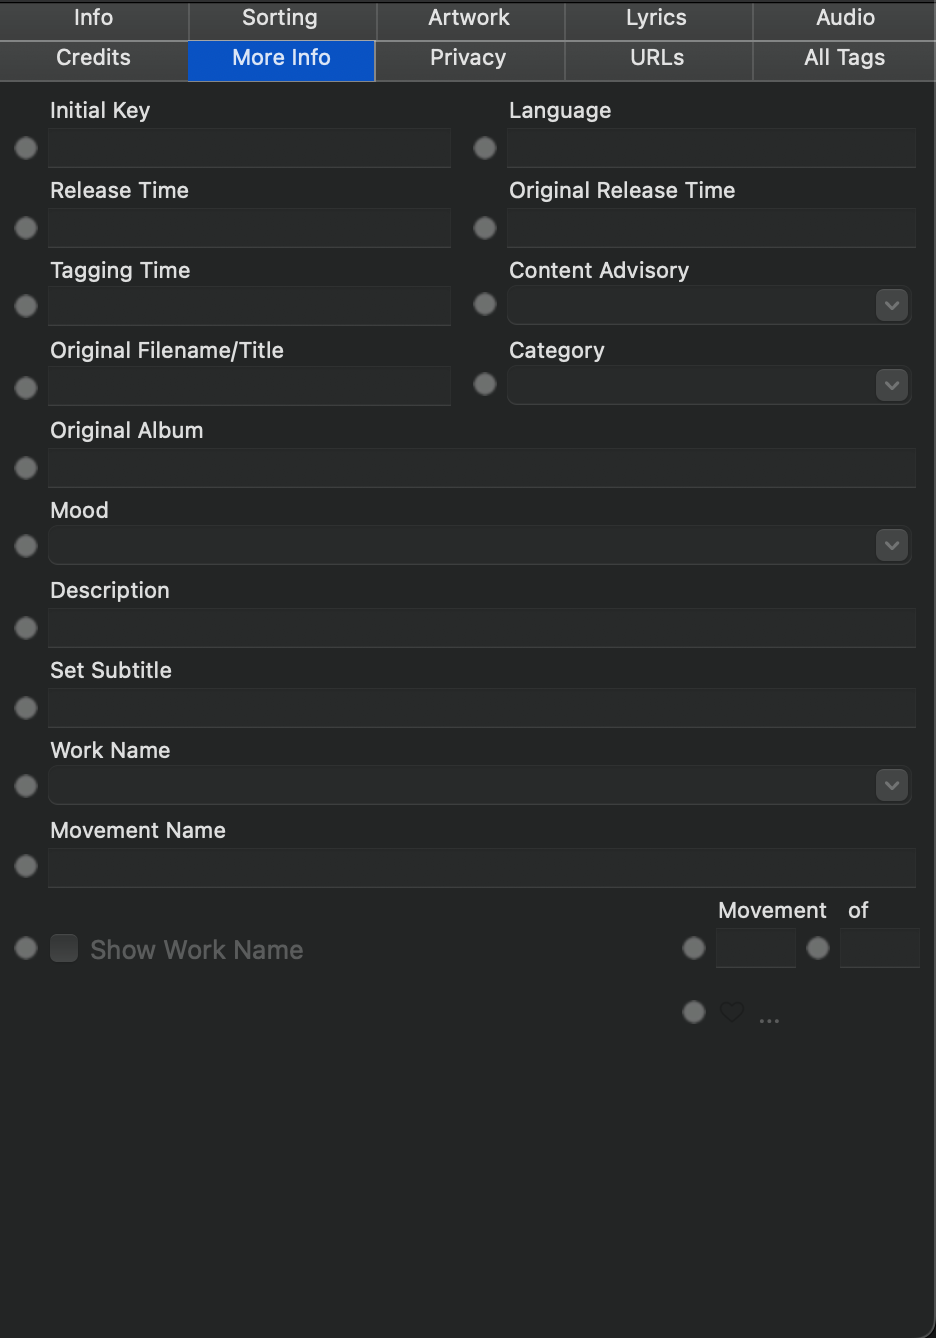 Info Sorting Artwork Lyrics Audio
Credits More Info Privacy URLs All Tags
Initial Key Language
Release Time Original Release Time
Tagging Time Content Advisory
Original Filename/Title Category
Original Album
Mood
Description
Set Subtitle
Work Name
Movement Name
Movement of
Show Work Name
...